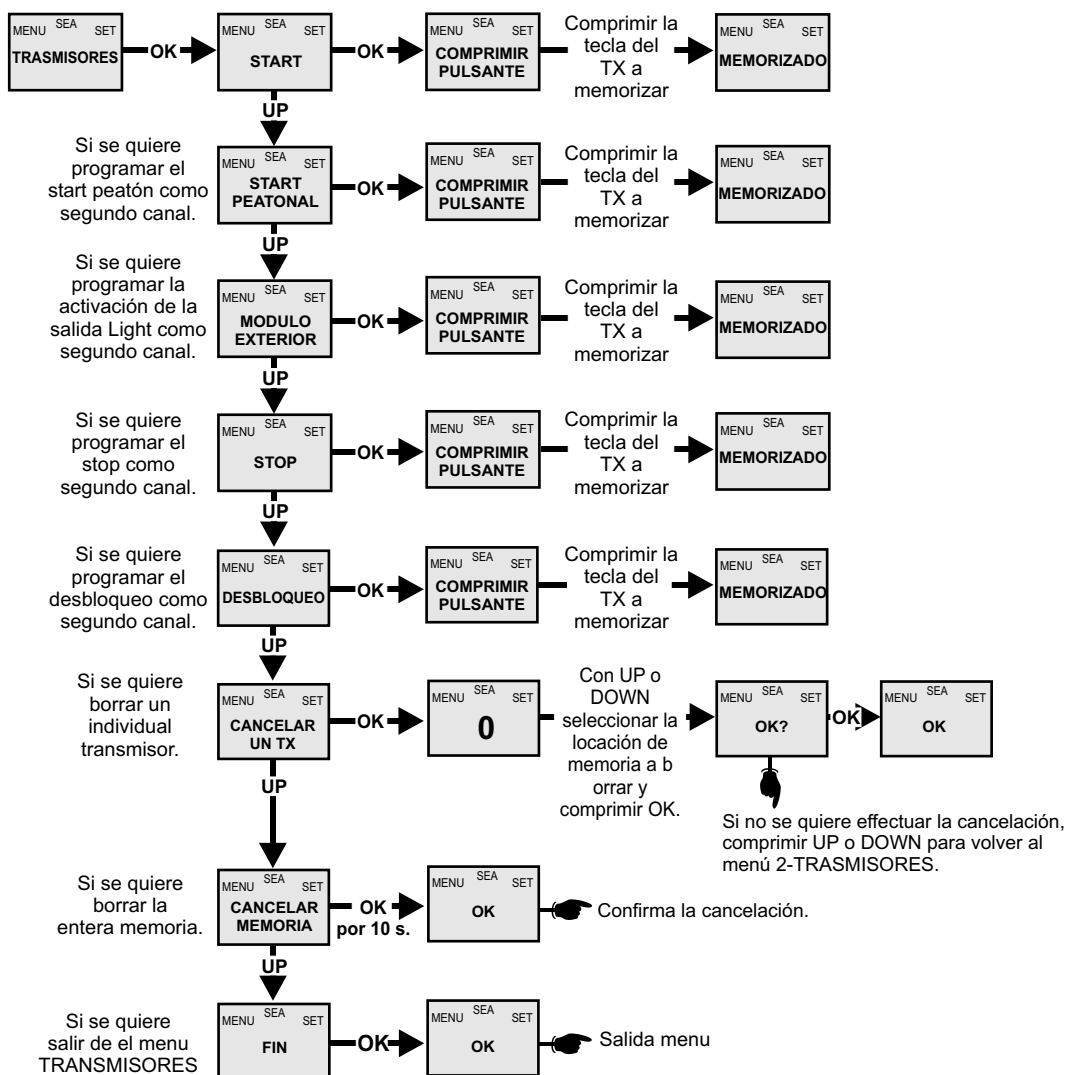 MENU SEA SET
TRASMISORES
OK
MENU SEA SET
START
OK
MENU SEA SET
COMPRIMIR
PULSANTE
Comprimir la
tecla del
TX a
memorizar
MENU SEA SET
MEMORIZADO
UP
Si se quiere
programar el
start peatón como
segundo canal.
MENU SEA SET
START
PEATONAL
OK
MENU SEA SET
COMPRIMIR
PULSANTE
Comprimir la
tecla del
TX a
memorizar
MENU SEA SET
MEMORIZADO
UP
Si se quiere
programar la
activación de la
salida Light como
segundo canal.
MENU SEA SET
MODULO
EXTERIOR
OK
MENU SEA SET
COMPRIMIR
PULSANTE
Comprimir la
tecla del
TX a
memorizar
MENU SEA SET
MEMORIZADO
UP
Si se quiere
programar el
stop como
segundo canal.
MENU SEA SET
STOP
OK
MENU SEA SET
COMPRIMIR
PULSANTE
Comprimir la
tecla del
TX a
memorizar
MENU SEA SET
MEMORIZADO
UP
Si se quiere
programar el
desbloqueo como
segundo canal.
MENU SEA SET
DESBLOQUEO
OK
MENU SEA SET
COMPRIMIR
PULSANTE
Comprimir la
tecla del
TX a
memorizar
MENU SEA SET
MEMORIZADO
UP
Si se quiere
borrar un
individual
transmisor.
MENU SEA SET
CANCELAR
UN TX
OK
MENU SEA SET
0
Con UP o
DOWN
seleccionar la
locación de
memoria a b
orrar y
comprimir OK.
MENU SEA SET
OK?
OK
MENU SEA SET
OK
Si no se quiere effectuar la cancelación,
comprimir UP o DOWN para volver al
menú 2-TRASMISORES.
UP
Si se quiere
borrar la
entera memoria.
MENU SEA SET
CANCELAR
MEMORIA
OK
por 10 s.
MENU SEA SET
OK
Confirma la cancelación.
UP
Si se quiere
salir de el menu
TRANSMISORES
MENU SEA SET
FIN
OK
MENU SEA SET
OK
Salida menu